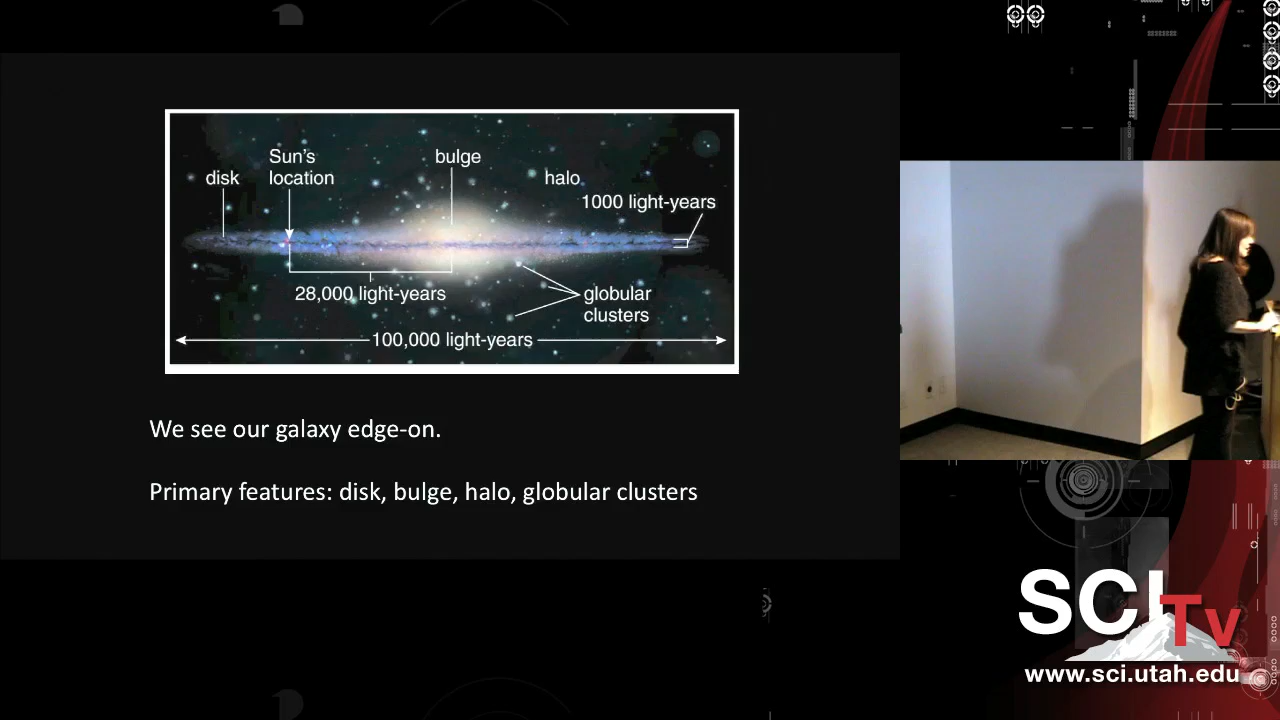 Sun's
disk
location
bulge
halo
1000 light-years
28,000 light-years
globular
clusters
100,000 light-years
We see our galaxy edge-on.
Primary features: disk, bulge, halo, globular clusters
SCI
Tv
www.sci.utah.edu